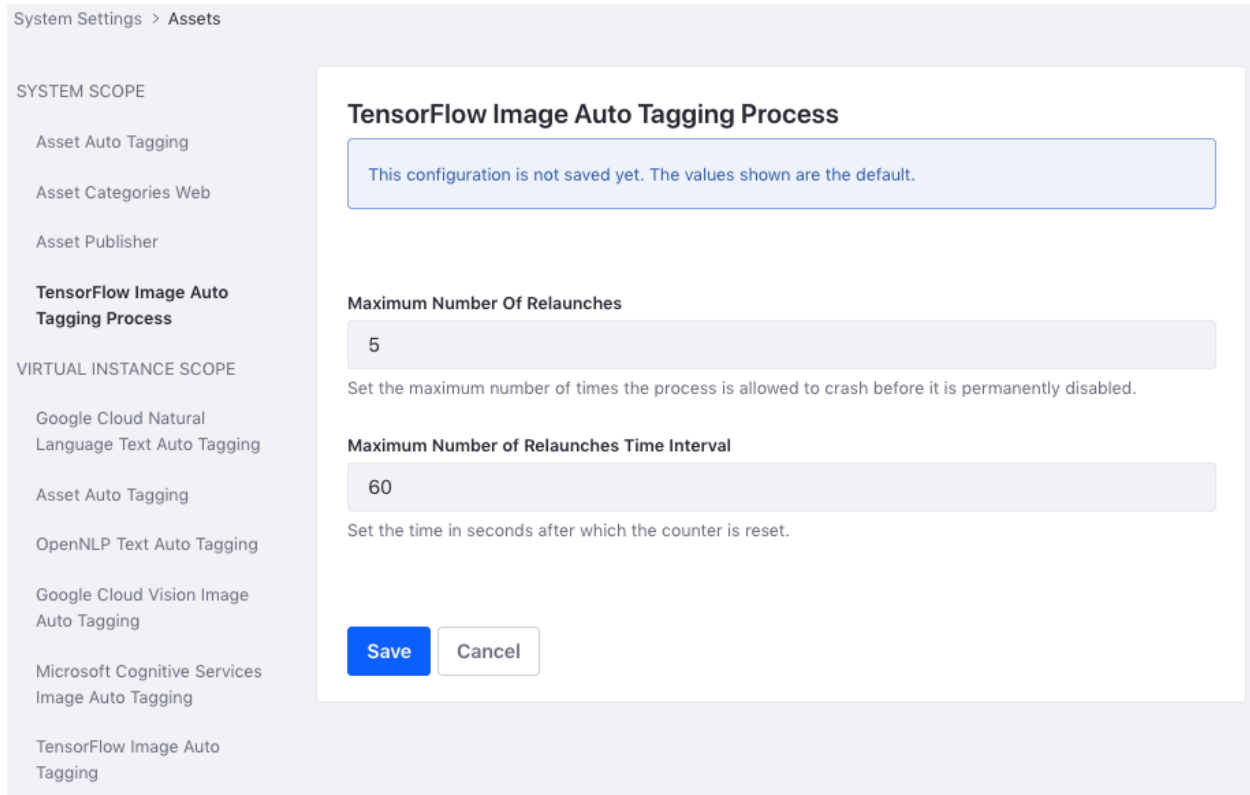 System Settings > Assets
SYSTEM SCOPE
Asset Auto Tagging
Asset Categories Web
Asset Publisher
TensorFlow Image Auto
Tagging Process
VIRTUAL INSTANCE SCOPE
Google Cloud Natural
Language Text Auto Tagging
Asset Auto Tagging
OpenNLP Text Auto Tagging
Google Cloud Vision Image
Auto Tagging
Microsoft Cognitive Services
Image Auto Tagging
TensorFlow Image Auto
Tagging
TensorFlow Image Auto Tagging Process
This configuration is not saved yet. The values shown are the default.
Maximum Number Of Relaunches
5
Set the maximum number of times the process is allowed to crash before it is permanently disabled.
Maximum Number of Relaunches Time Interval
60
Set the time in seconds after which the counter is reset.
Save
Cancel